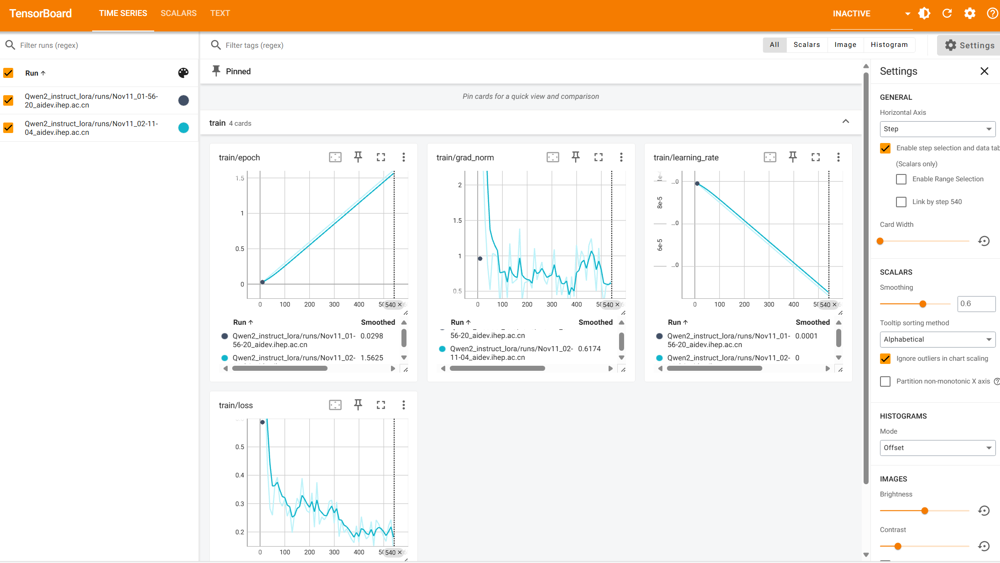 TensorBoard
TIME SERIES
SCALARS
TEXT
INACTIVE
Filter runs (regex)
Filter tags (regex)
All
Scalars
Image
Histogram
Settings
Run
Qwen2_instruct_lora/runs/Nov11_01-56-
20_aidev.ihep.ac.cn
Qwen2_instruct_lora/runs/Nov11_02-11-
04_aidev.ihep.ac.cn
Pinned
Pin cards for a quick view and comparison
train 4 cards
train/epoch
1.5
1
0.5
0
0 100 200 300 400 540
Run Smoothed
Qwen2_instruct_lora/runs/Nov11_01- 0.0298
56-20_aidev.ihep.ac.cn
Qwen2_instruct_lora/runs/Nov11_02- 1.5625
train/grad_norm
2
1.5
1
0.5
0 100 200 300 400 540
Run Smoothed
56-20_aidev.ihep.ac.cn
Qwen2_instruct_lora/runs/Nov11_02- 0.6174
11-04_aidev.ihep.ac.cn
train/learning_rate
...0
8e-5
...0
6e-5
...0
0 100 200 300 400 540
Run Smoothed
Qwen2_instruct_lora/runs/Nov11_01- 0.0001
56-20_aidev.ihep.ac.cn
Qwen2_instruct_lora/runs/Nov11_02- 0
train/loss
0.5
0.4
0.3
0.2
0 100 200 300 400 540
Settings
GENERAL
Horizontal Axis
Step
Enable step selection and data tab
(Scalars only)
Enable Range Selection
Link by step 540
Card Width
SCALARS
Smoothing
0.6
Tooltip sorting method
Alphabetical
Ignore outliers in chart scaling
Partition non-monotonic X axis
HISTOGRAMS
Mode
Offset
IMAGES
Brightness
Contrast